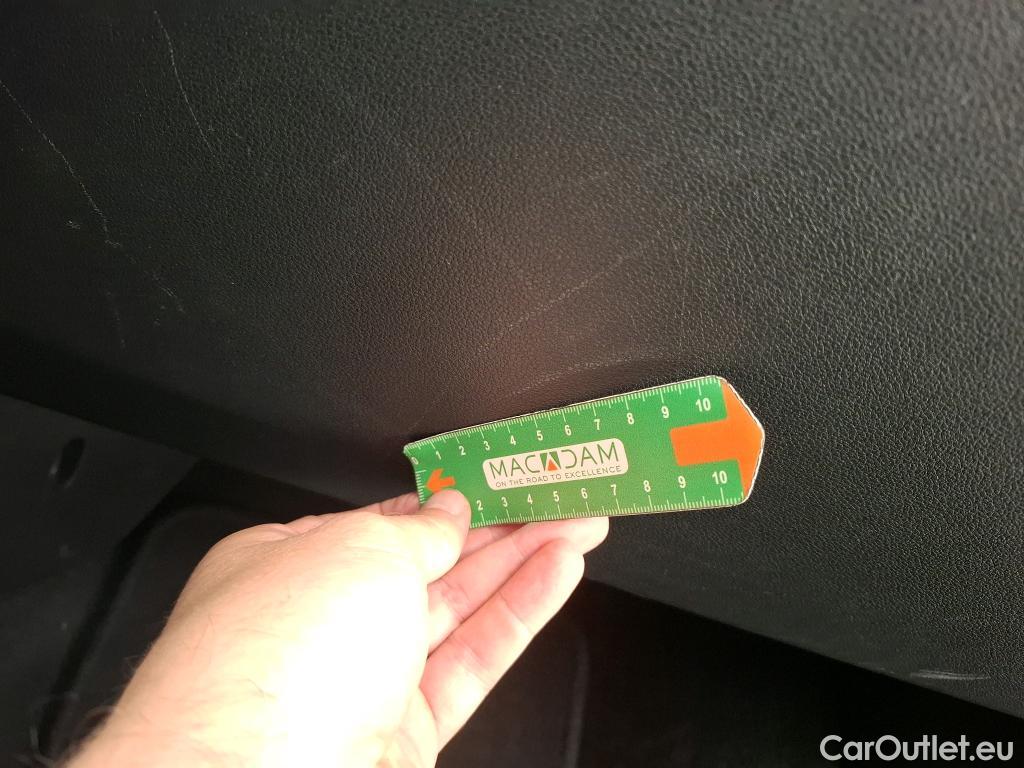 0 1 2 3 4 5 6 7 8 9 10
MACADAM
ON THE ROAD TO EXCELLENCE
2 3 4 5 6 7 8 9 10
CarOutlet.eu